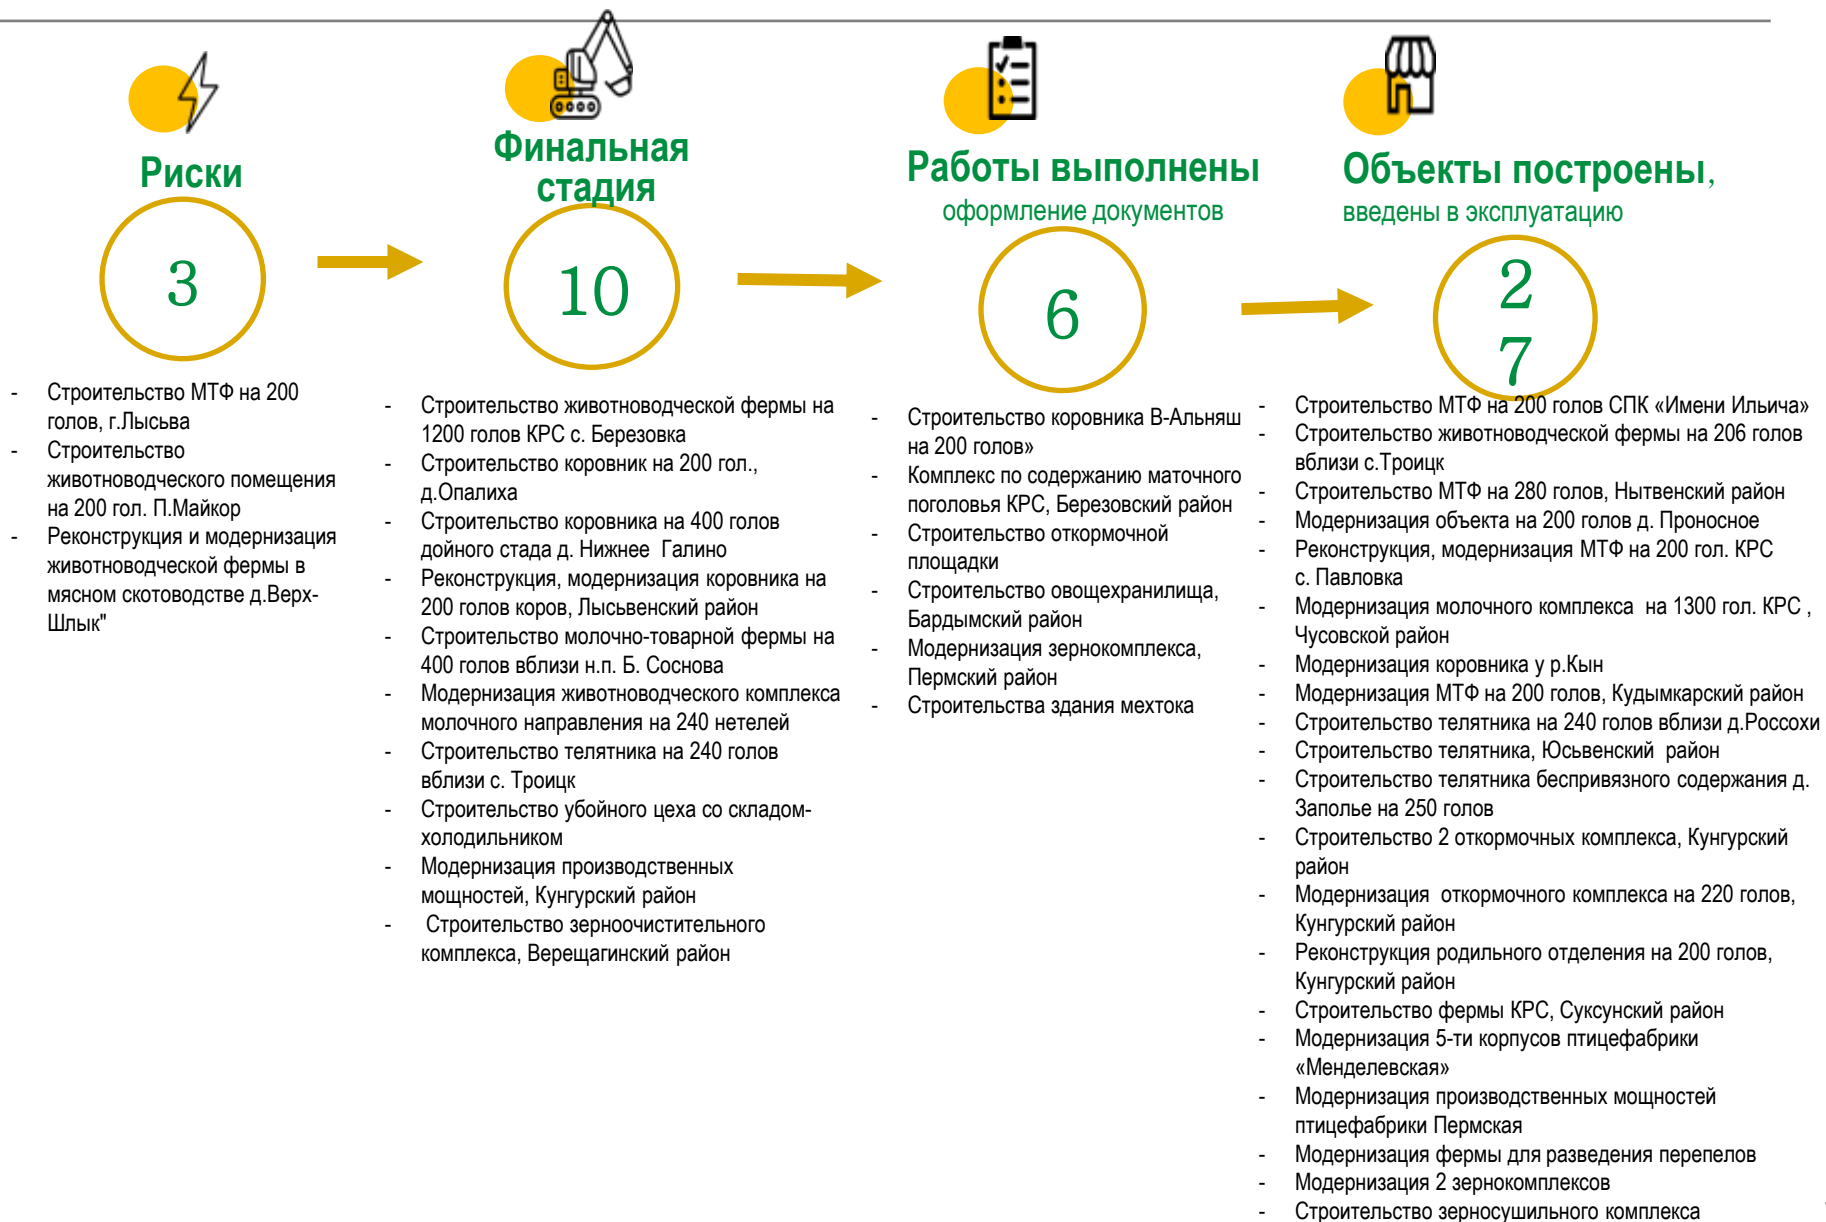 Риски
3
- Строительство МТФ на 200
голов, г.Лысьва
- Строительство
животноводческого помещения
на 200 гол. П.Майкор
- Реконструкция и модернизация
животноводческой фермы в
мясном скотоводстве д.Верх-
Шлык"
Финальная
стадия
10
- Строительство животноводческой фермы на
1200 голов КРС с. Березовка
- Строительство коровник на 200 гол.,
д.Опалиха
- Строительство коровника на 400 голов
дойного стада д. Нижнее Галино
- Реконструкция, модернизация коровника на
200 голов коров, Лысьвенский район
- Строительство молочно-товарной фермы на
400 голов вблизи н.п. Б. Соснова
- Модернизация животноводческого комплекса
молочного направления на 240 нетелей
- Строительство телятника на 240 голов
вблизи с. Троицк
- Строительство убойного цеха со складом-
холодильником
- Модернизация производственных
мощностей, Кунгурский район
- Строительство зерноочистительного
комплекса, Верещагинский район
Работы выполнены
оформление документов
6
- Строительство коровника В-Альняш
на 200 голов»
- Комплекс по содержанию маточного
поголовья КРС, Березовский район
- Строительство откормочной
площадки
- Строительство овощехранилища,
Бардымский район
- Модернизация зернокомплекса,
Пермский район
- Строительства здания мехтока
Объекты построены,
введены в эксплуатацию
2
7
- Строительство МТФ на 200 голов СПК «Имени Ильича»
- Строительство животноводческой фермы на 206 голов
вблизи с.Троицк
- Строительство МТФ на 280 голов, Нытвенский район
- Модернизация объекта на 200 голов д. Проносное
- Реконструкция, модернизация МТФ на 200 гол. КРС
с. Павловка
- Модернизация молочного комплекса на 1300 гол. КРС ,
Чусовской район
- Модернизация коровника у р.Кын
- Модернизация МТФ на 200 голов, Кудымкарский район
- Строительство телятника на 240 голов вблизи д.Россохи
- Строительство телятника, Юсьвенский район
- Строительство телятника беспривязного содержания д.
Заполье на 250 голов
- Строительство 2 откормочных комплекса, Кунгурский
район
- Модернизация откормочного комплекса на 220 голов,
Кунгурский район
- Реконструкция родильного отделения на 200 голов,
Кунгурский район
- Строительство фермы КРС, Суксунский район
- Модернизация 5-ти корпусов птицефабрики
«Менделевская»
- Модернизация производственных мощностей
птицефабрики Пермская
- Модернизация фермы для разведения перепелов
- Модернизация 2 зернокомплексов
- Строительство зерносушильного комплекса